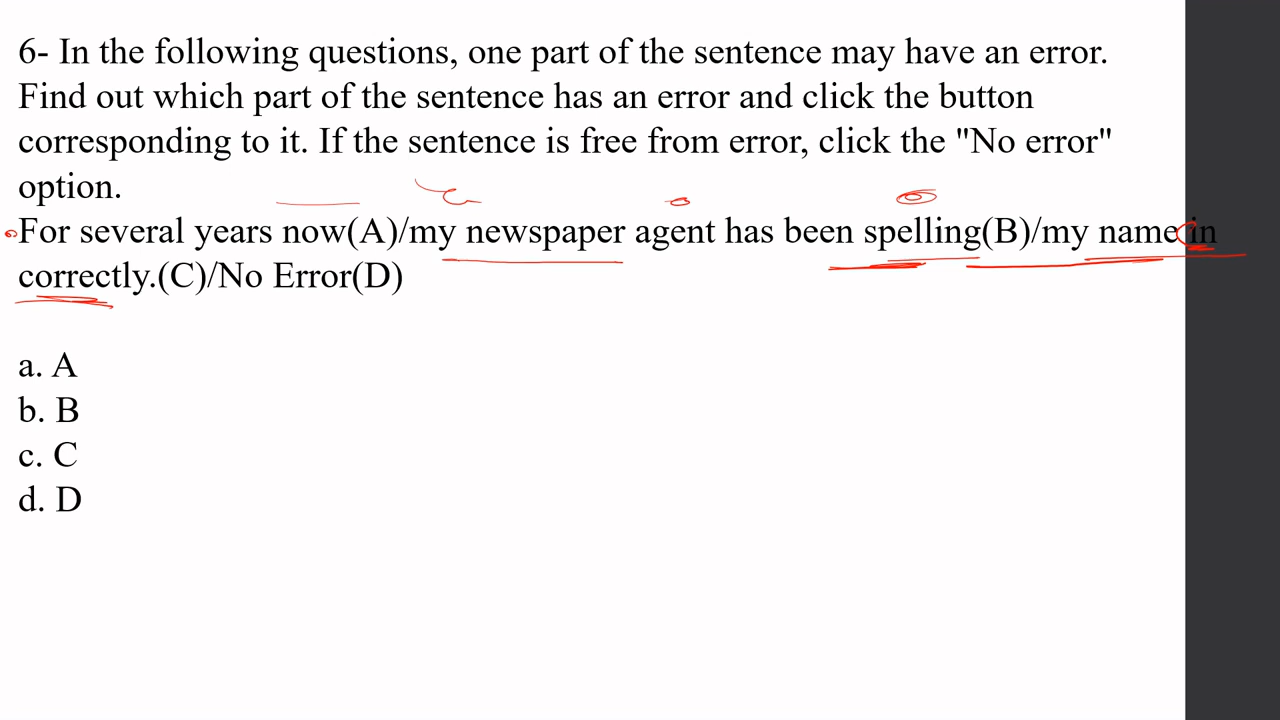 6- In the following questions, one part of the sentence may have an error.
Find out which part of the sentence has an error and click the button
corresponding to it. If the sentence is free from error, click the "No error"
option.
For several years now(A)/my newspaper agent has been spelling(B)/my name in
correctly.(C)/No Error(D)
a. A
b. B
c. C
d. D